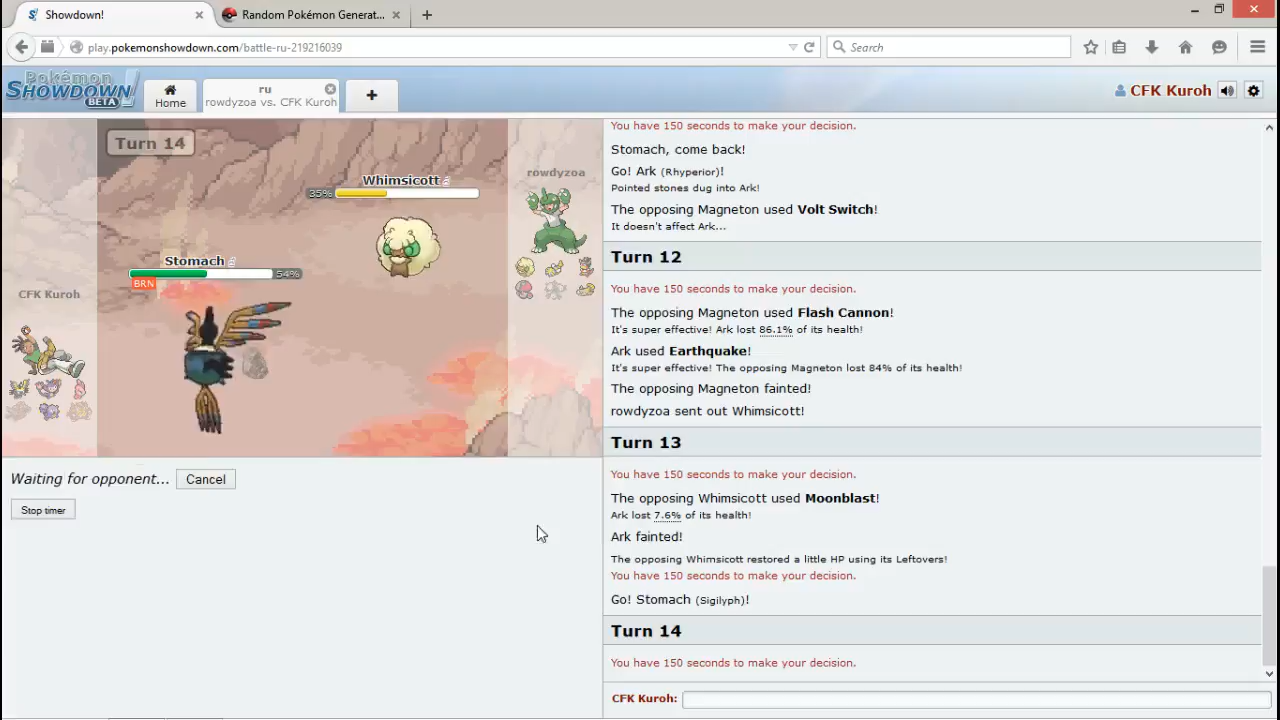 Showdown!
Random Pokémon Generat...
play.pokemonshowdown.com/battle-ru-219216039
Search
Pokémon
SHOWDOWN!
BETA
Home
ru
rowdyzoa vs. CFK Kuroh
CFK Kuroh
Turn 14
Whimsicott
35%
Stomach
54%
BRN
rowdyzoa
CFK Kuroh
Waiting for opponent...
Cancel
Stop timer
You have 150 seconds to make your decision.
Stomach, come back!
Go! Ark (Rhyperior)!
Pointed stones dug into Ark!
The opposing Magneton used Volt Switch!
It doesn't affect Ark...
Turn 12
You have 150 seconds to make your decision.
The opposing Magneton used Flash Cannon!
It's super effective! Ark lost 86.1% of its health!
Ark used Earthquake!
It's super effective! The opposing Magneton lost 84% of its health!
The opposing Magneton fainted!
rowdyzoa sent out Whimsicott!
Turn 13
You have 150 seconds to make your decision.
The opposing Whimsicott used Moonblast!
Ark lost 7.6% of its health!
Ark fainted!
The opposing Whimsicott restored a little HP using its Leftovers!
You have 150 seconds to make your decision.
Go! Stomach (Sigilyph)!
Turn 14
You have 150 seconds to make your decision.
CFK Kuroh: